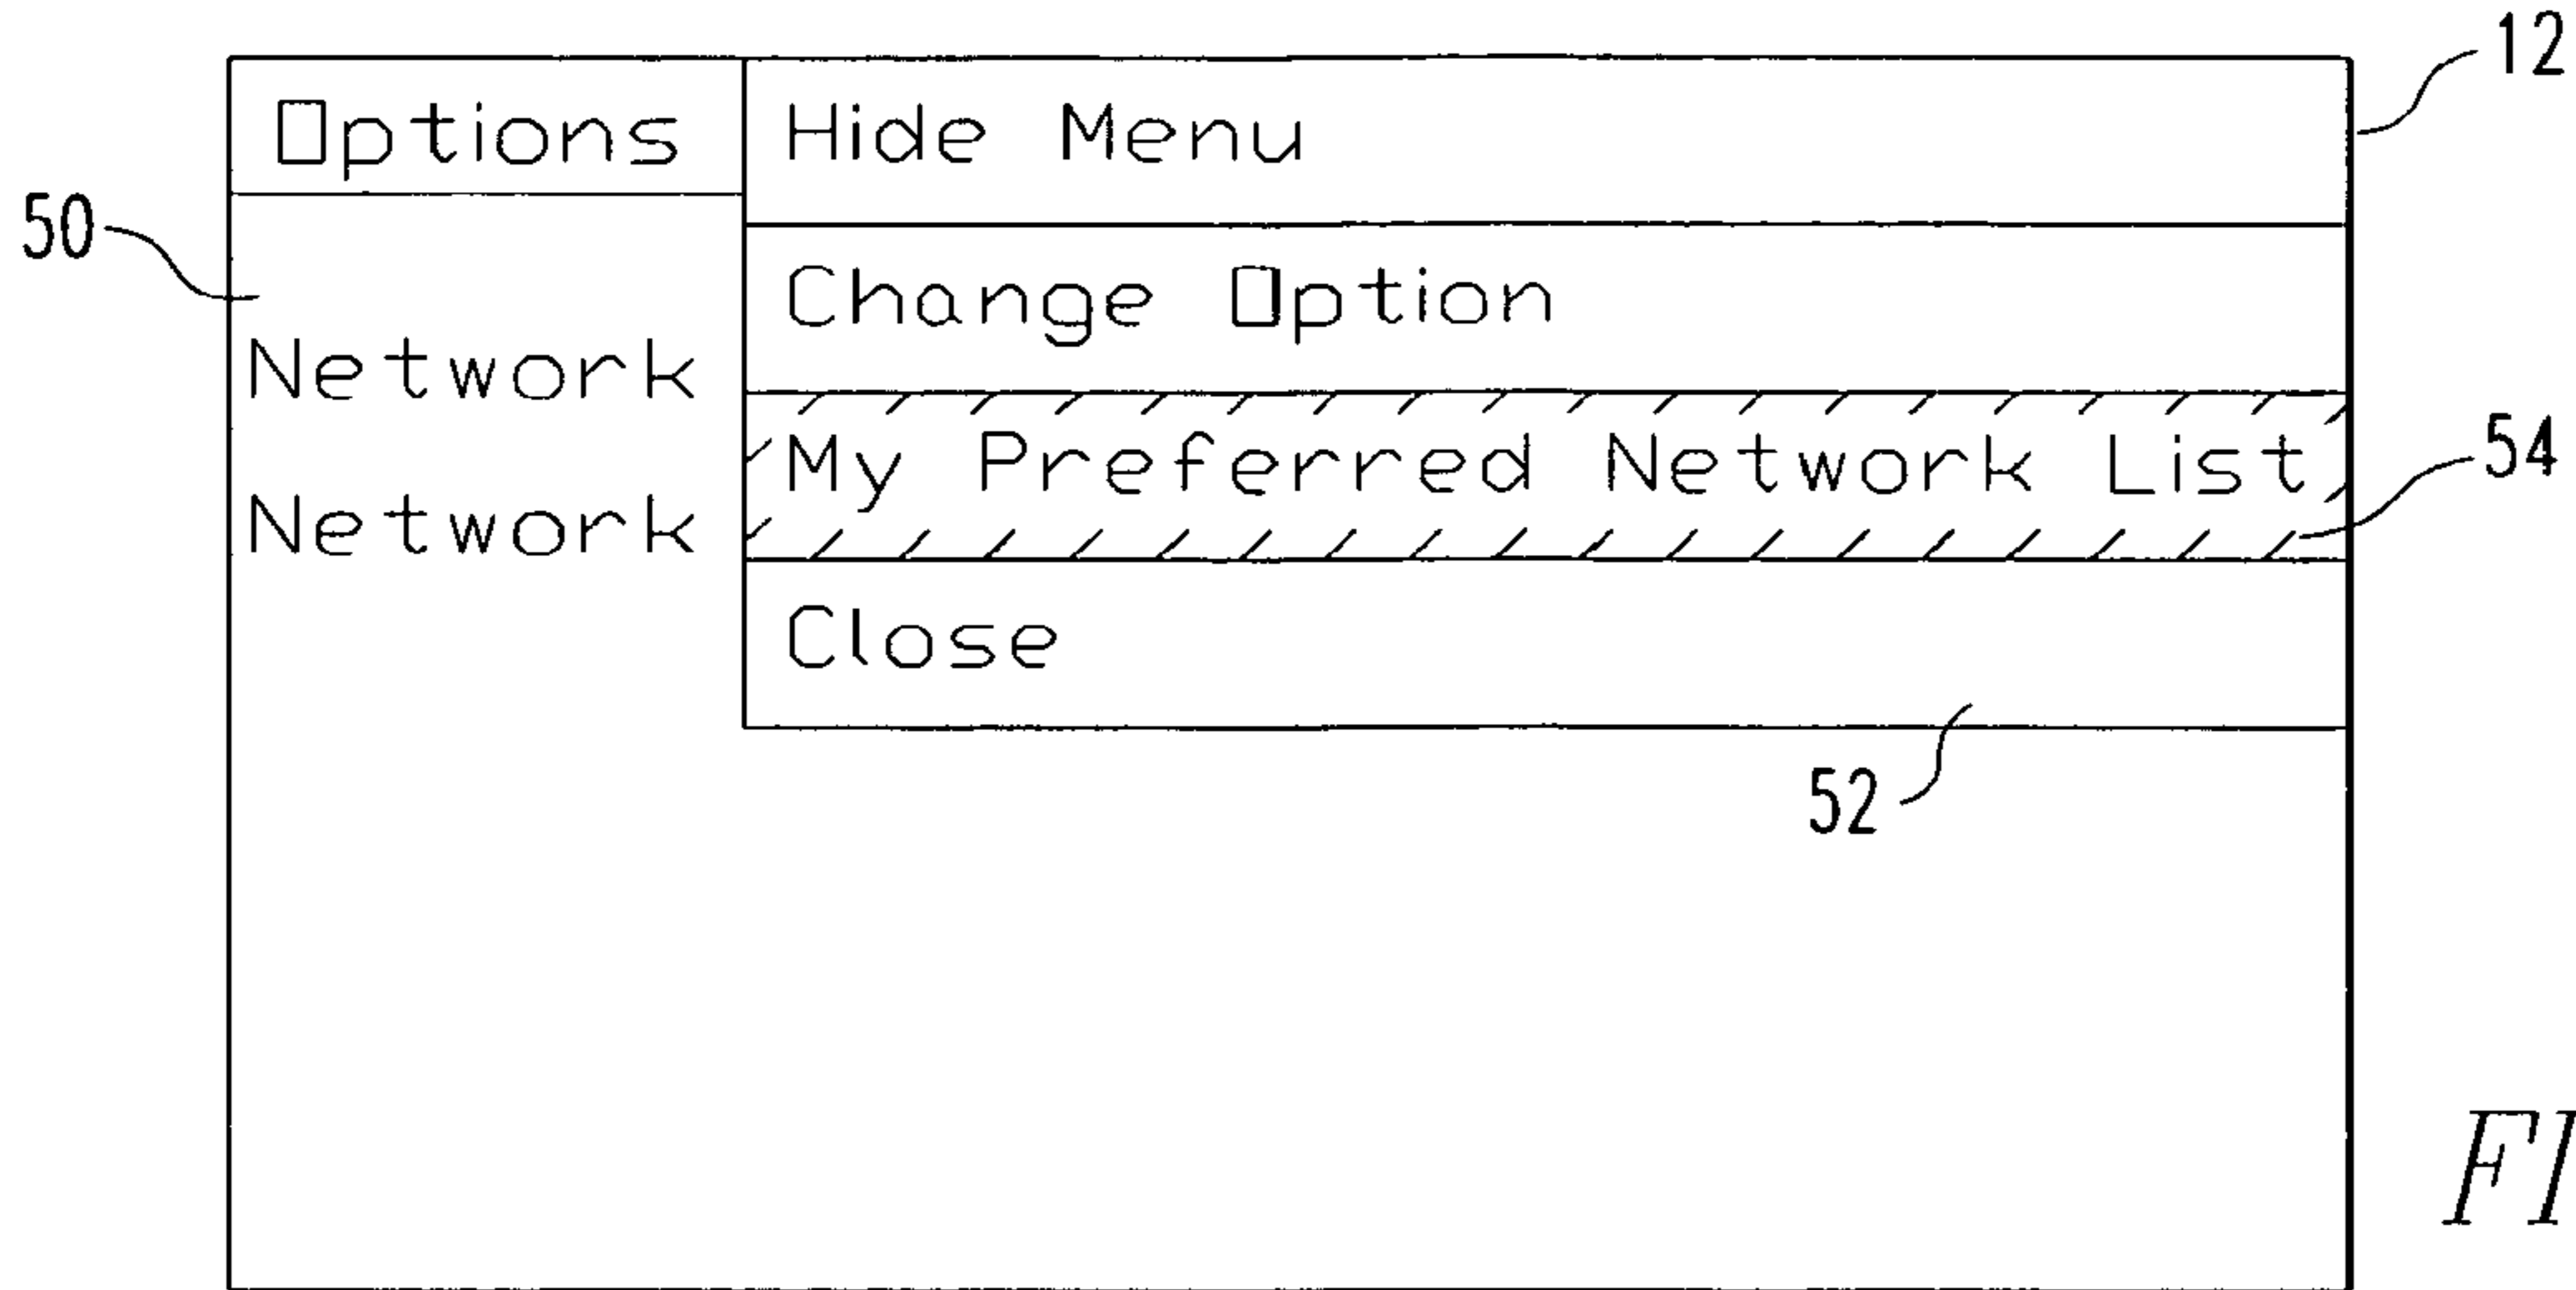 12
Options
Hide Menu
50
Change Option
Network
My Preferred Network List
54
Network
Close
52